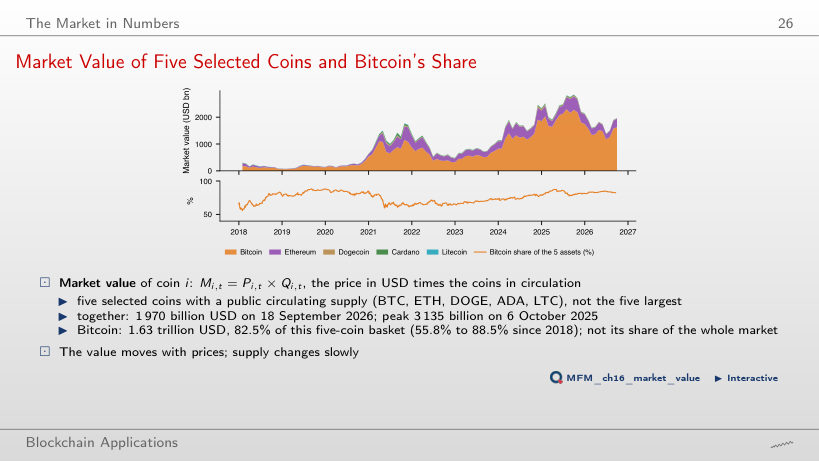 The Market in Numbers 26
Market Value of Five Selected Coins and Bitcoin's Share
Market value (USD bn)
2000
1000
0
100
%
50
2018 2019 2020 2021 2022 2023 2024 2025 2026 2027
Bitcoin Ethereum Dogecoin Cardano Litecoin Bitcoin share of the 5 assets (%)
Market value of coin i: M_{i,t} = P_{i,t} × Q_{i,t}, the price in USD times the coins in circulation
▶ five selected coins with a public circulating supply (BTC, ETH, DOGE, ADA, LTC), not the five largest
▶ together: 1 970 billion USD on 18 September 2026; peak 3 135 billion on 6 October 2025
▶ Bitcoin: 1.63 trillion USD, 82.5% of this five-coin basket (55.8% to 88.5% since 2018); not its share of the whole market
The value moves with prices; supply changes slowly
MFM_ch16_market_value ▶ Interactive
Blockchain Applications